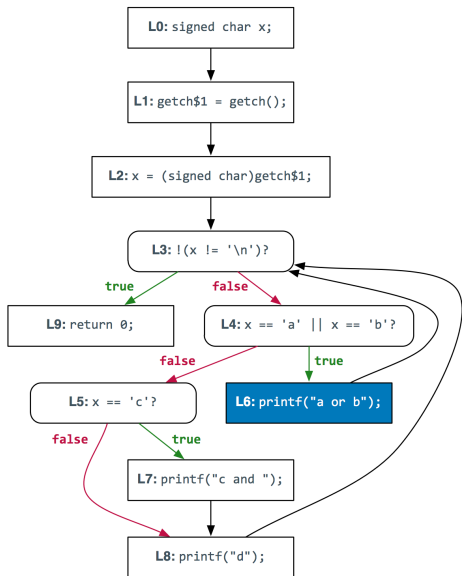 L0: signed char x;
L1: getch$1 = getch();
L2: x = (signed char)getch$1;
L3: !(x != '\n')?
true
false
L9: return 0;
L4: x == 'a' || x == 'b'?
false
true
L5: x == 'c'?
L6: printf("a or b");
false
true
L7: printf("c and ");
L8: printf("d");